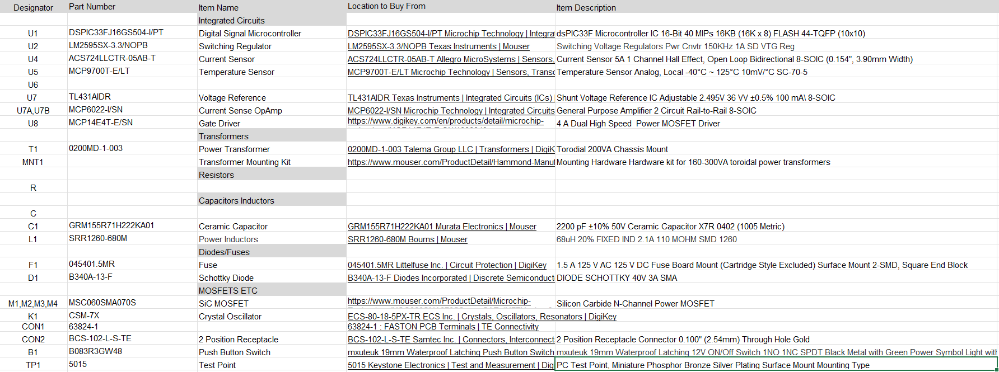 Designator Part Number Item Name Location to Buy From Item Description
Integrated Circuits
U1 DSPIC33FJ16GS504-I/PT Digital Signal Microcontroller DSPIC33FJ16GS504-I/PT Microchip Technology | Integra dsPIC33F Microcontroller IC 16-Bit 40 MIPs 16KB (16K x 8) FLASH 44-TQFP (10x10)
U2 LM2595SX-3.3/NOPB Switching Regulator LM2595SX-3.3/NOPB Texas Instruments | Mouser Switching Voltage Regulators Pwr Cnvtr 150KHz 1A SD VTG Reg
U4 ACS724LLCTR-05AB-T Current Sensor ACS724LLCTR-05AB-T Allegro MicroSystems | Sensors, Current Sensor 5A 1 Channel Hall Effect, Open Loop Bidirectional 8-SOIC (0.154", 3.90mm Width)
U5 MCP9700T-E/LT Temperature Sensor MCP9700T-E/LT Microchip Technology | Sensors, Transc Temperature Sensor Analog, Local -40°C ~ 125°C 10mV/°C SC-70-5
U6
U7 TL431AIDR Voltage Reference TL431AIDR Texas Instruments | Integrated Circuits (ICs) | Shunt Voltage Reference IC Adjustable 2.495V 36 VV ±0.5% 100 mA\ 8-SOIC
U7A,U7B MCP6022-I/SN Current Sense OpAmp MCP6022-I/SN Microchip Technology | Integrated Circuits General Purpose Amplifier 2 Circuit Rail-to-Rail 8-SOIC
U8 MCP14E4T-E/SN Gate Driver https://www.digikey.com/en/products/detail/microchip- 4 A Dual High Speed  Power MOSFET Driver
Transformers
T1 0200MD-1-003 Power Transformer 0200MD-1-003 Talema Group LLC | Transformers | DigiK Torodial 200VA Chassis Mount
MNT1 Transformer Mounting Kit https://www.mouser.com/ProductDetail/Hammond-Manuf Mounting Hardware Hardware kit for 160-300VA toroidal power transformers
Resistors
R
Capacitors Inductors
C
C1 GRM155R71H222KA01 Ceramic Capacitor GRM155R71H222KA01 Murata Electronics | Mouser 2200 pF ±10% 50V Ceramic Capacitor X7R 0402 (1005 Metric)
L1 SRR1260-680M Power Inductors SRR1260-680M Bourns | Mouser 68uH 20% FIXED IND 2.1A 110 MOHM SMD 1260
Diodes/Fuses
F1 045401.5MR Fuse 045401.5MR Littelfuse Inc. | Circuit Protection | DigiKey 1.5 A 125 V AC 125 V DC Fuse Board Mount (Cartridge Style Excluded) Surface Mount 2-SMD, Square End Block
D1 B340A-13-F Schottky Diode B340A-13-F Diodes Incorporated | Discrete Semiconduct DIODE SCHOTTKY 40V 3A SMA
MOSFETS ETC
M1,M2,M3,M4 MSC060SMA070S SiC MOSFET https://www.mouser.com/ProductDetail/Microchip- Silicon Carbide N-Channel Power MOSFET
K1 CSM-7X Crystal Oscillator ECS-80-18-5PX-TR ECS Inc. | Crystals, Oscillators, Resonators | DigiKey
CON1 63824-1 63824-1 : FASTON PCB Terminals | TE Connectivity
CON2 BCS-102-L-S-TE 2 Position Receptacle BCS-102-L-S-TE Samtec Inc. | Connectors, Interconnect 2 Position Receptacle Connector 0.100" (2.54mm) Through Hole Gold
B1 B083R3GW48 Push Button Switch mxuteuk 19mm Waterproof Latching Push Button Switch mxuteuk 19mm Waterproof Latching 12V ON/Off Switch 1NO 1NC SPDT Black Metal with Green Power Symbol Light with
TP1 5015 Test Point 5015 Keystone Electronics | Test and Measurement | Dig PC Test Point, Miniature Phosphor Bronze Silver Plating Surface Mount Mounting Type